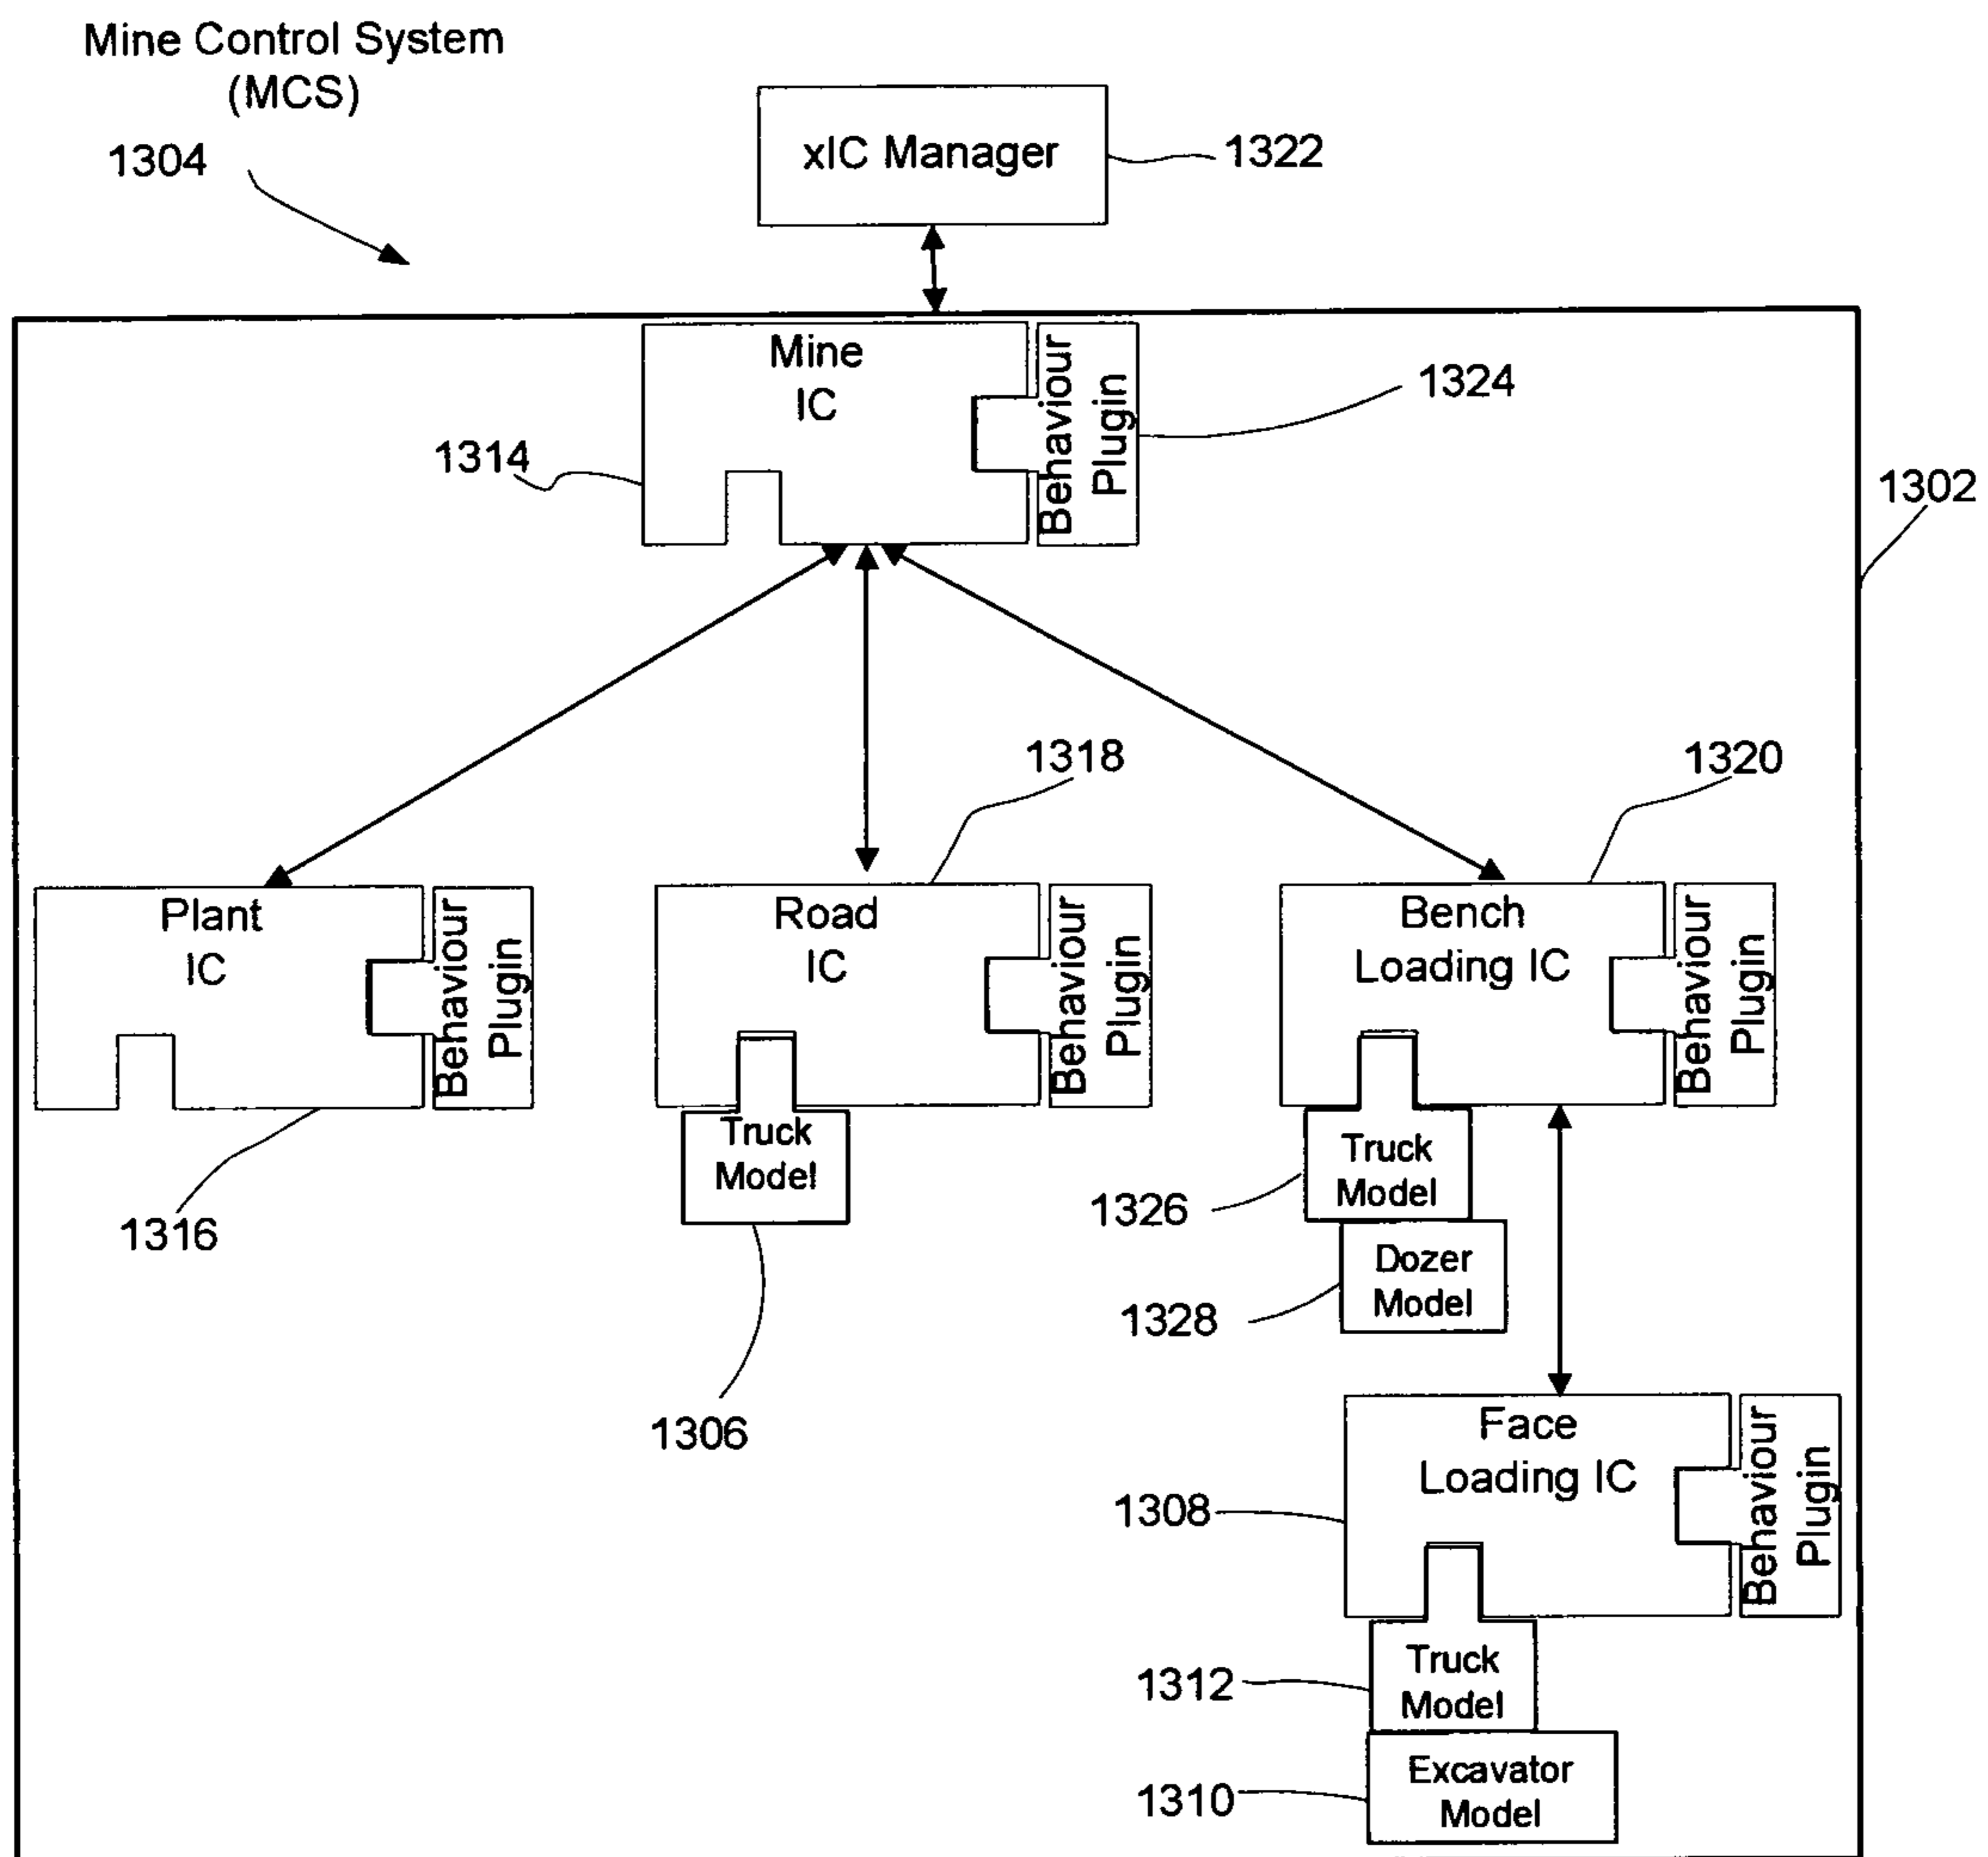 Mine Control System
(MCS)
1304
xIC Manager
1322
Mine
IC
Behaviour
Plugin
1324
1314
1302
1318
1320
Plant
IC
Behaviour
Plugin
Road
IC
Behaviour
Plugin
Bench
Loading IC
Behaviour
Plugin
Truck
Model
Truck
Model
1326
1316
Dozer
Model
1328
1306
Face
Loading IC
Behaviour
Plugin
1308
Truck
Model
1312
Excavator
Model
1310